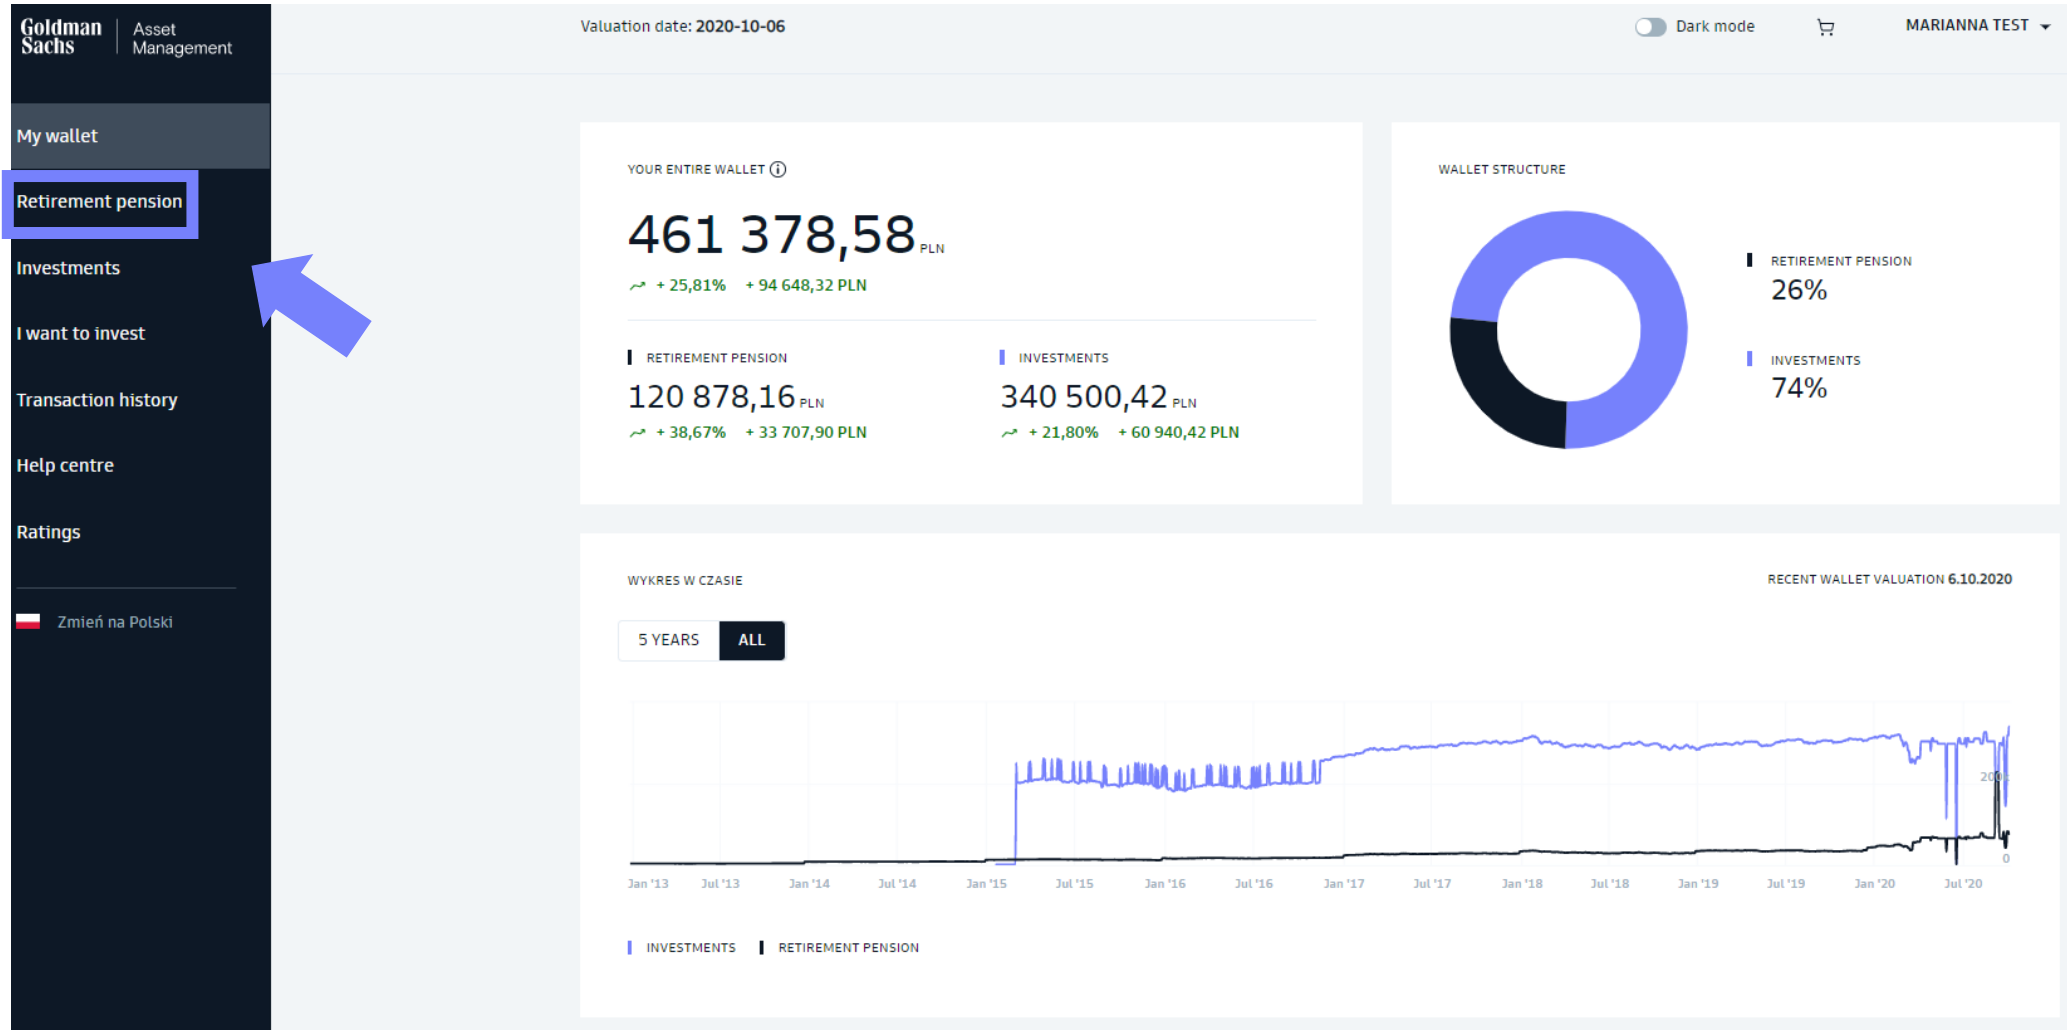 Goldman
Sachs
Asset
Management
Valuation date: 2020-10-06
Dark mode
MARIANNA TEST
My wallet
Retirement pension
Investments
I want to invest
Transaction history
Help centre
Ratings
Zmień na Polski
YOUR ENTIRE WALLET
461 378,58 PLN
+ 25,81% + 94 648,32 PLN
RETIREMENT PENSION
120 878,16 PLN
+ 38,67% + 33 707,90 PLN
INVESTMENTS
340 500,42 PLN
+ 21,80% + 60 940,42 PLN
WALLET STRUCTURE
RETIREMENT PENSION
26%
INVESTMENTS
74%
WYKRES W CZASIE
RECENT WALLET VALUATION 6.10.2020
5 YEARS ALL
0
Jan '13 Jul '13 Jan '14 Jul '14 Jan '15 Jul '15 Jan '16 Jul '16 Jan '17 Jul '17 Jan '18 Jul '18 Jan '19 Jul '19 Jan '20 Jul '20
INVESTMENTS RETIREMENT PENSION